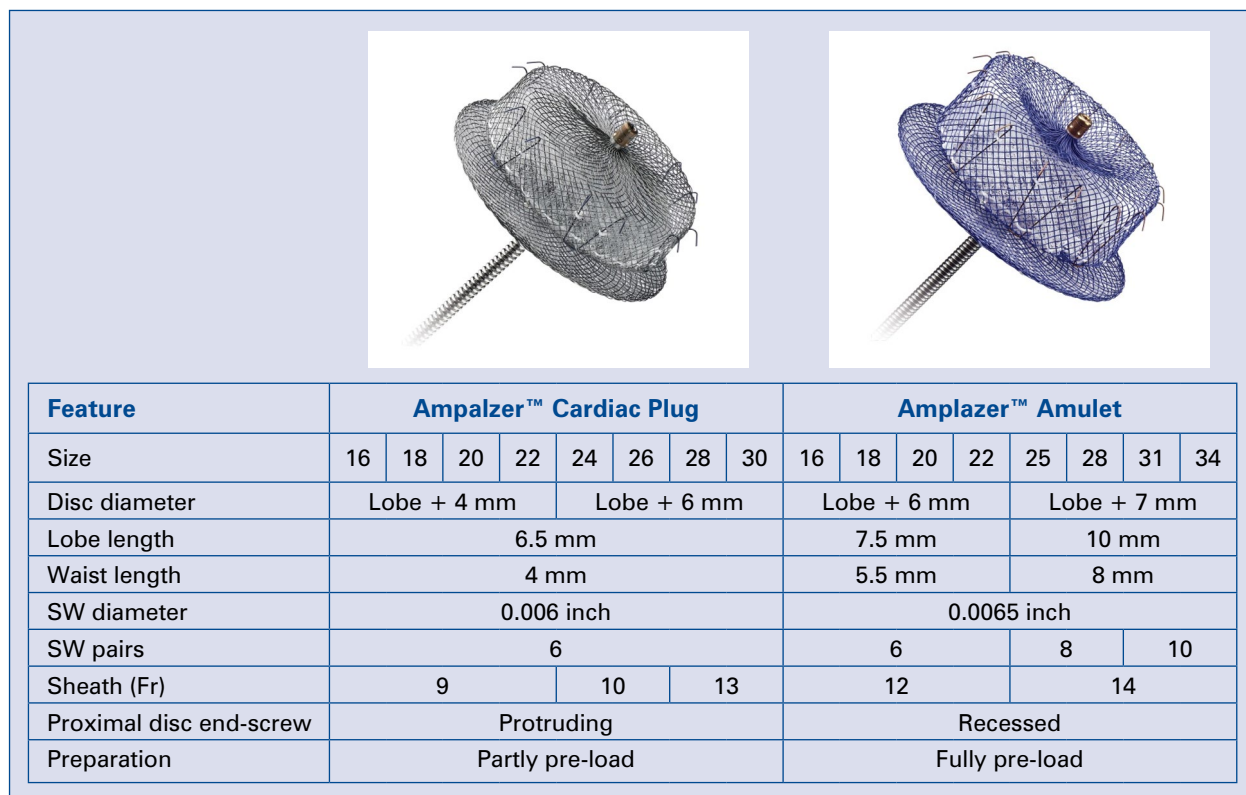 Feature Ampalzer™ Cardiac Plug Amplazer™ Amulet
Size 16 18 20 22 24 26 28 30 16 18 20 22 25 28 31 34
Disc diameter Lobe + 4 mm Lobe + 6 mm Lobe + 6 mm Lobe + 7 mm
Lobe length 6.5 mm 7.5 mm 10 mm
Waist length 4 mm 5.5 mm 8 mm
SW diameter 0.006 inch 0.0065 inch
SW pairs 6 6 8 10
Sheath (Fr) 9 10 13 12 14
Proximal disc end-screw Protruding Recessed
Preparation Partly pre-load Fully pre-load